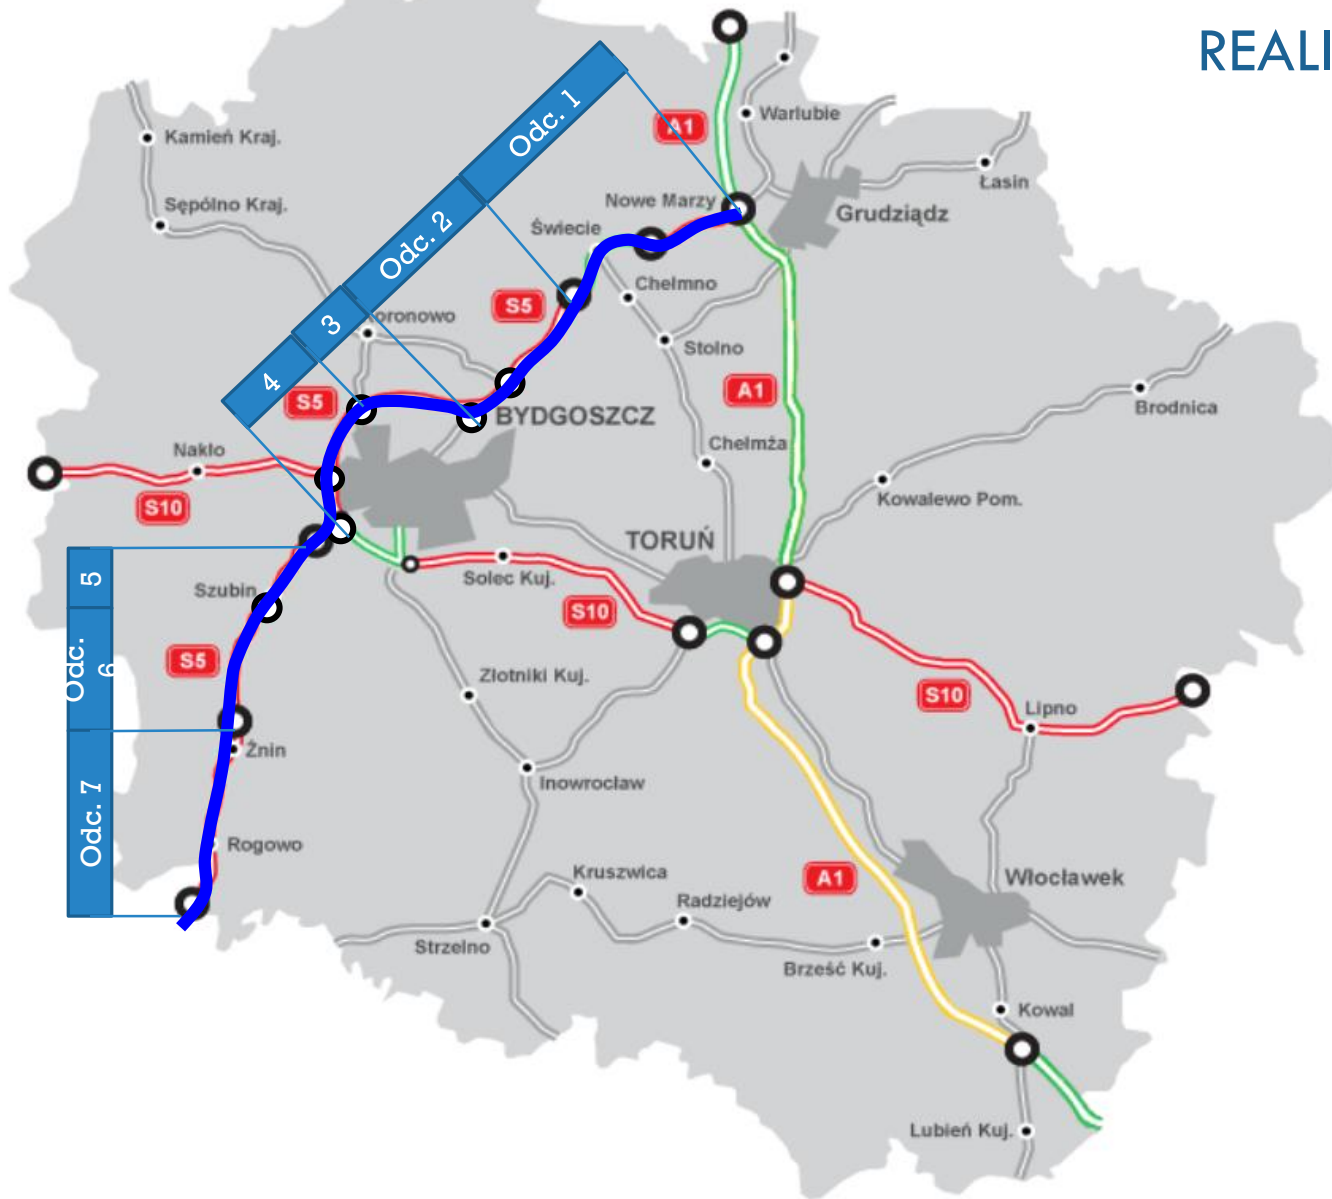 REALI
Odc. 1
A1
Warlubie
Kamień Kraj.
Łasin
Sępólno Kraj.
Nowe Marzy
Grudziądz
Odc. 2
Świecie
Chełmno
S5
3
oronowo
Stolno
4
S5
A1
BYDGOSZCZ
Brodnica
Nakło
Chełmża
S10
Kowalewo Pom.
TORUŃ
5
Solec Kuj.
Szubin
S10
Odc.
6
S5
Złotniki Kuj.
S10
Lipno
Żnin
Inowrocław
Odc. 7
Rogowo
Kruszwica
A1
Włocławek
Radziejów
Strzelno
Brześć Kuj.
Kowal
Lubień Kuj.